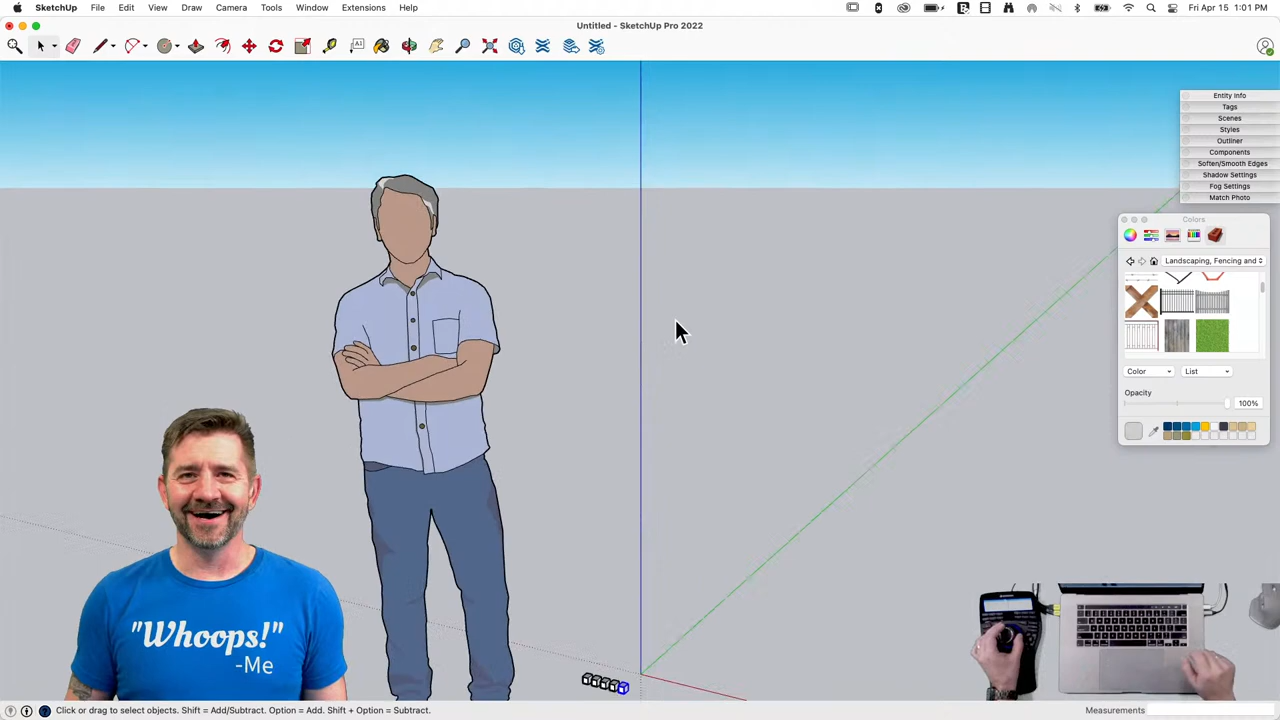 SketchUp File Edit View Draw Camera Tools Window Extensions Help Fri Apr 15 1:01 PM
Untitled - SketchUp Pro 2022
Entity Info
Tags
Scenes
Styles
Outliner
Components
Soften/Smooth Edges
Shadow Settings
Fog Settings
Match Photo
Colors
Landscaping, Fencing and
Color
List
Opacity
100%
"Whoops!"
-Me
Click or drag to select objects. Shift = Add/Subtract. Option = Add. Shift + Option = Subtract.
Measurements